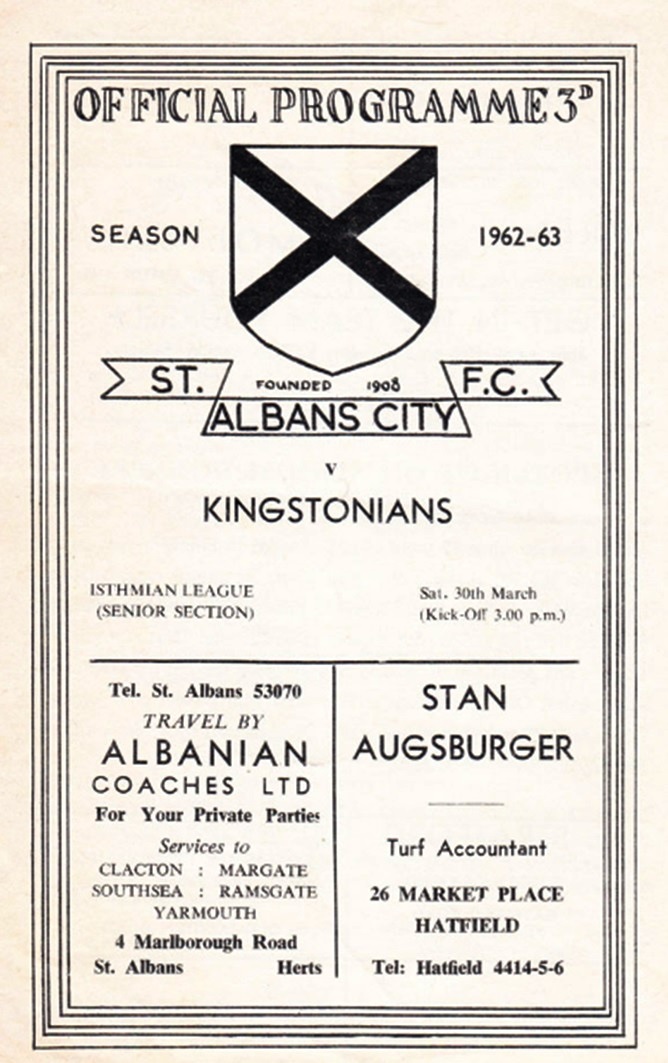 OFFICIAL PROGRAMME 3D
SEASON 1962-63
FOUNDED 1908
ST. ALBANS CITY F.C.
v
KINGSTONIANS
ISTHMIAN LEAGUE
(SENIOR SECTION)
Sat. 30th March
(Kick-Off 3.00 p.m.)
Tel. St. Albans 53070
TRAVEL BY
ALBANIAN
COACHES LTD
For Your Private Parties
Services to
CLACTON : MARGATE
SOUTHSEA : RAMSGATE
YARMOUTH
4 Marlborough Road
St. Albans Herts
STAN
AUGSBURGER
Turf Accountant
26 MARKET PLACE
HATFIELD
Tel: Hatfield 4414-5-6